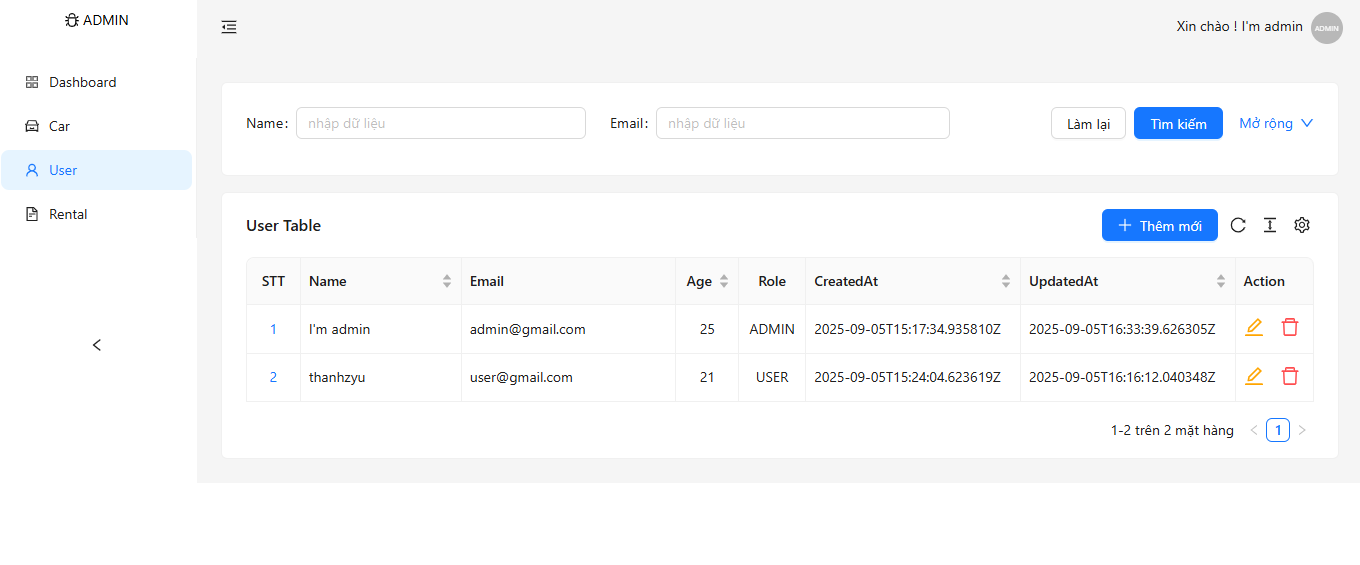 ADMIN
Xin chào ! I'm admin
ADMIN
Dashboard
Car
User
Rental
Name: nhập dữ liệu Email: nhập dữ liệu Làm lại Tìm kiếm Mở rộng
User Table Thêm mới
STT Name Email Age Role CreatedAt UpdatedAt Action
1 I'm admin admin@gmail.com 25 ADMIN 2025-09-05T15:17:34.935810Z 2025-09-05T16:33:39.626305Z
2 thanhzyu user@gmail.com 21 USER 2025-09-05T15:24:04.623619Z 2025-09-05T16:16:12.040348Z
1-2 trên 2 mặt hàng 1